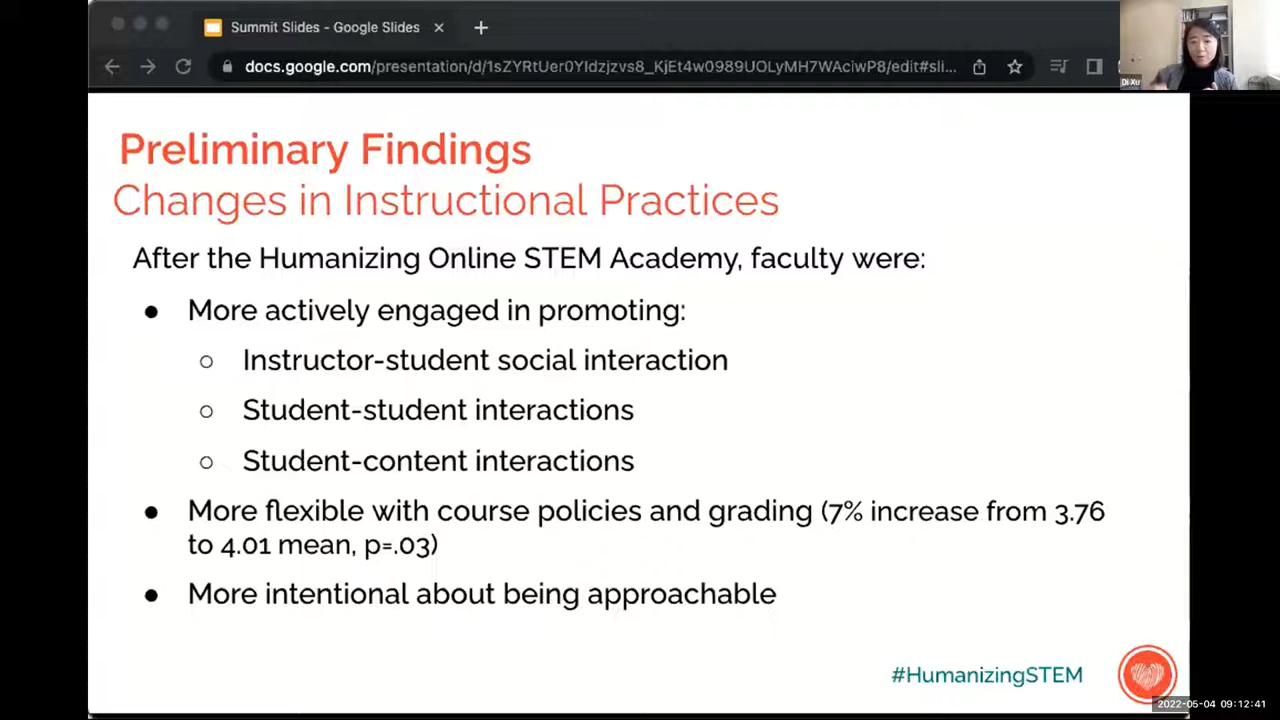 Summit Slides - Google Slides
docs.google.com/presentation/d/1sZYRtUer0YIdzjzvs8_KjEt4w0989UOLyMH7WAciwP8/edit#sli...
Di Xu
Preliminary Findings
Changes in Instructional Practices
After the Humanizing Online STEM Academy, faculty were:
● More actively engaged in promoting:
○ Instructor-student social interaction
○ Student-student interactions
○ Student-content interactions
● More flexible with course policies and grading (7% increase from 3.76
to 4.01 mean, p=.03)
● More intentional about being approachable
#HumanizingSTEM
2022-05-04 09:12:41